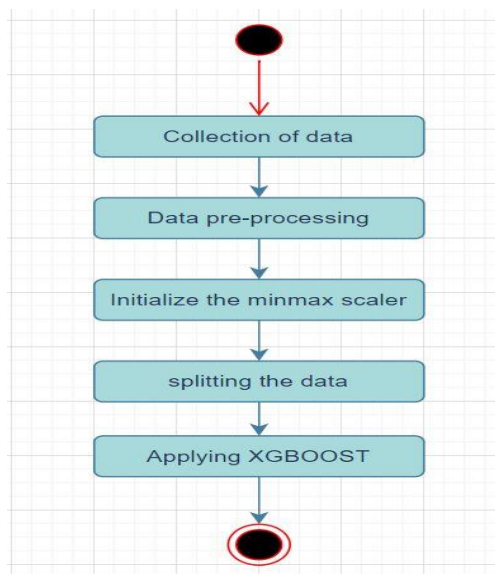 Collection of data
Data pre-processing
Initialize the minmax scaler
splitting the data
Applying XGBOOST